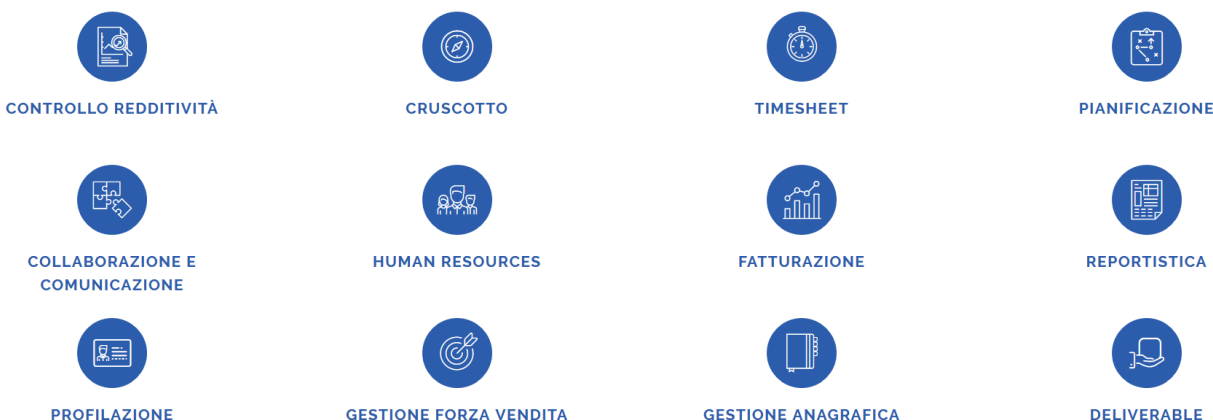 CONTROLLO REDDITIVITÀ
CRUSCOTTO
TIMESHEET
PIANIFICAZIONE
COLLABORAZIONE E
COMUNICAZIONE
HUMAN RESOURCES
FATTURAZIONE
REPORTISTICA
PROFILAZIONE
GESTIONE FORZA VENDITA
GESTIONE ANAGRAFICA
DELIVERABLE